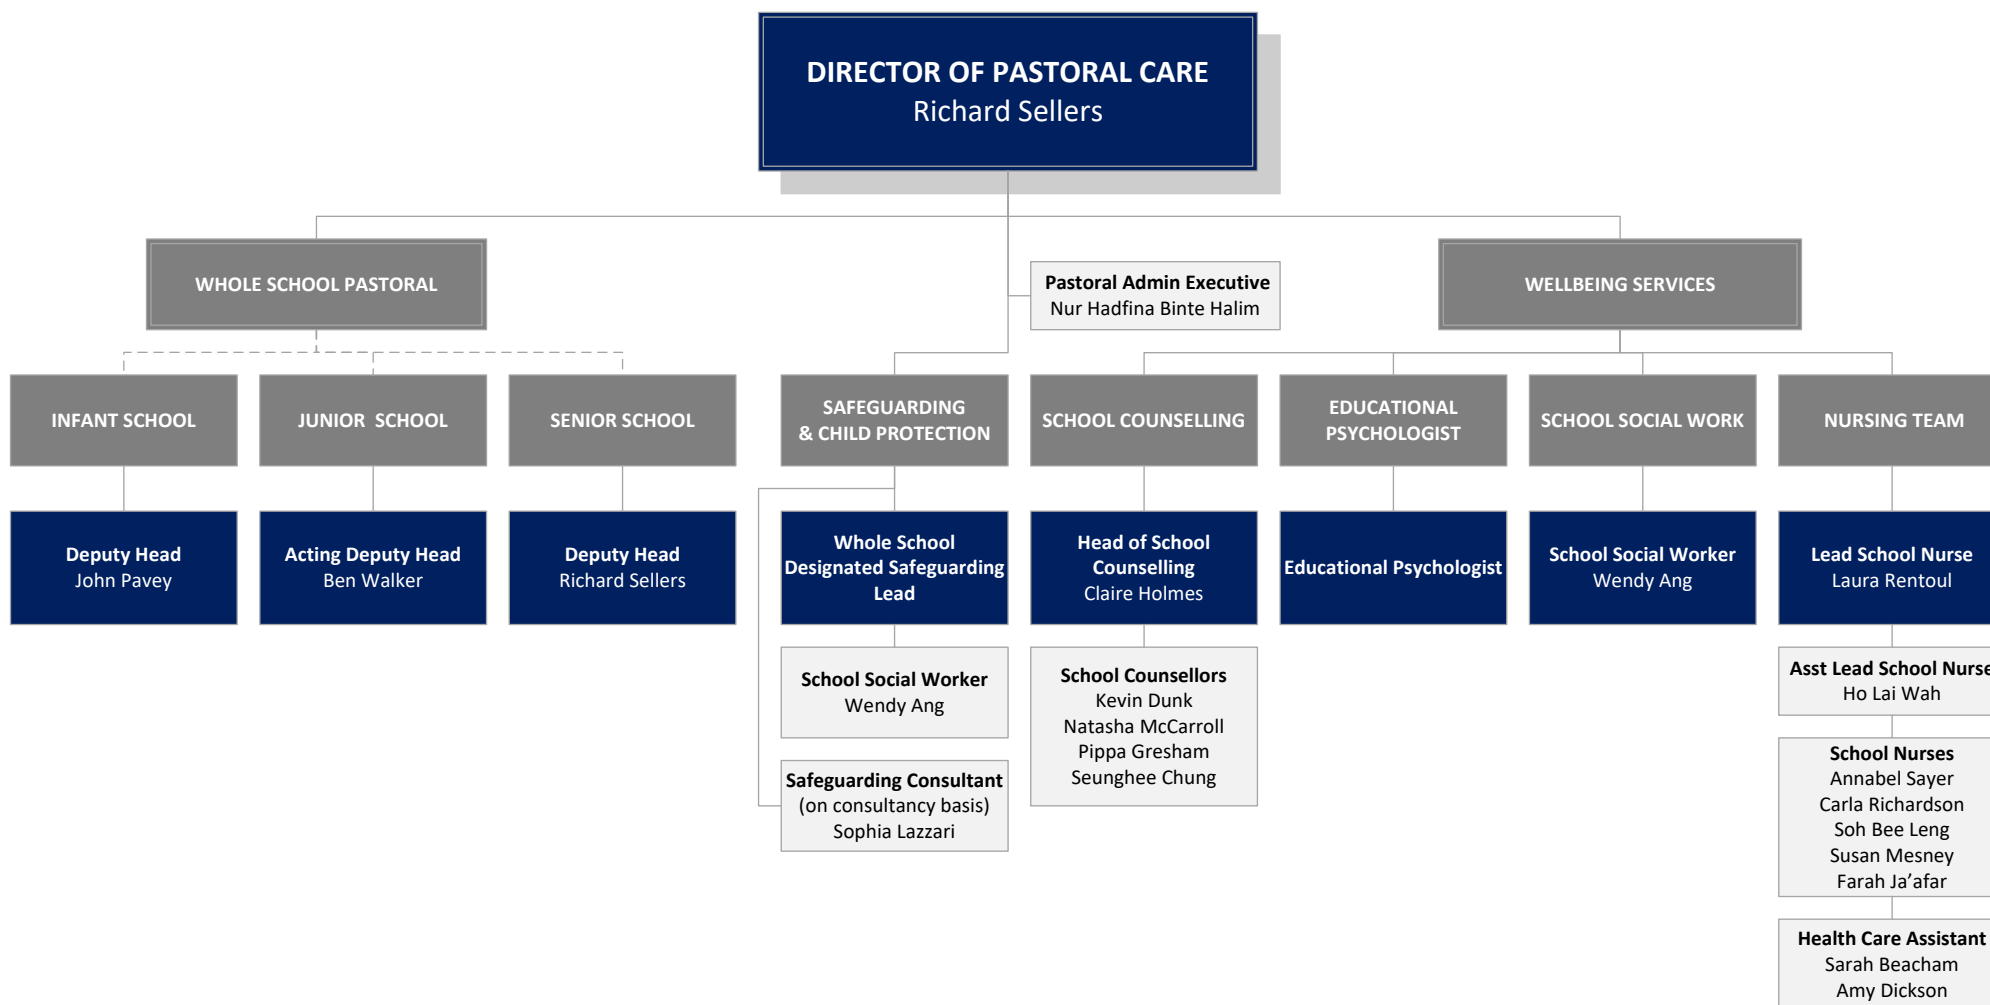 DIRECTOR OF PASTORAL CARE
Richard Sellers
WHOLE SCHOOL PASTORAL
Pastoral Admin Executive
Nur Hadfina Binte Halim
WELLBEING SERVICES
INFANT SCHOOL
JUNIOR  SCHOOL
SENIOR SCHOOL
SAFEGUARDING
& CHILD PROTECTION
SCHOOL COUNSELLING
EDUCATIONAL
PSYCHOLOGIST
SCHOOL SOCIAL WORK
NURSING TEAM
Deputy Head
John Pavey
Acting Deputy Head
Ben Walker
Deputy Head
Richard Sellers
Whole School
Designated Safeguarding
Lead
Head of School
Counselling
Claire Holmes
Educational Psychologist
School Social Worker
Wendy Ang
Lead School Nurse
Laura Rentoul
School Social Worker
Wendy Ang
Safeguarding Consultant
(on consultancy basis)
Sophia Lazzari
School Counsellors
Kevin Dunk
Natasha McCarroll
Pippa Gresham
Seunghee Chung
Asst Lead School Nurse
Ho Lai Wah
School Nurses
Annabel Sayer
Carla Richardson
Soh Bee Leng
Susan Mesney
Farah Ja’afar
Health Care Assistant
Sarah Beacham
Amy Dickson